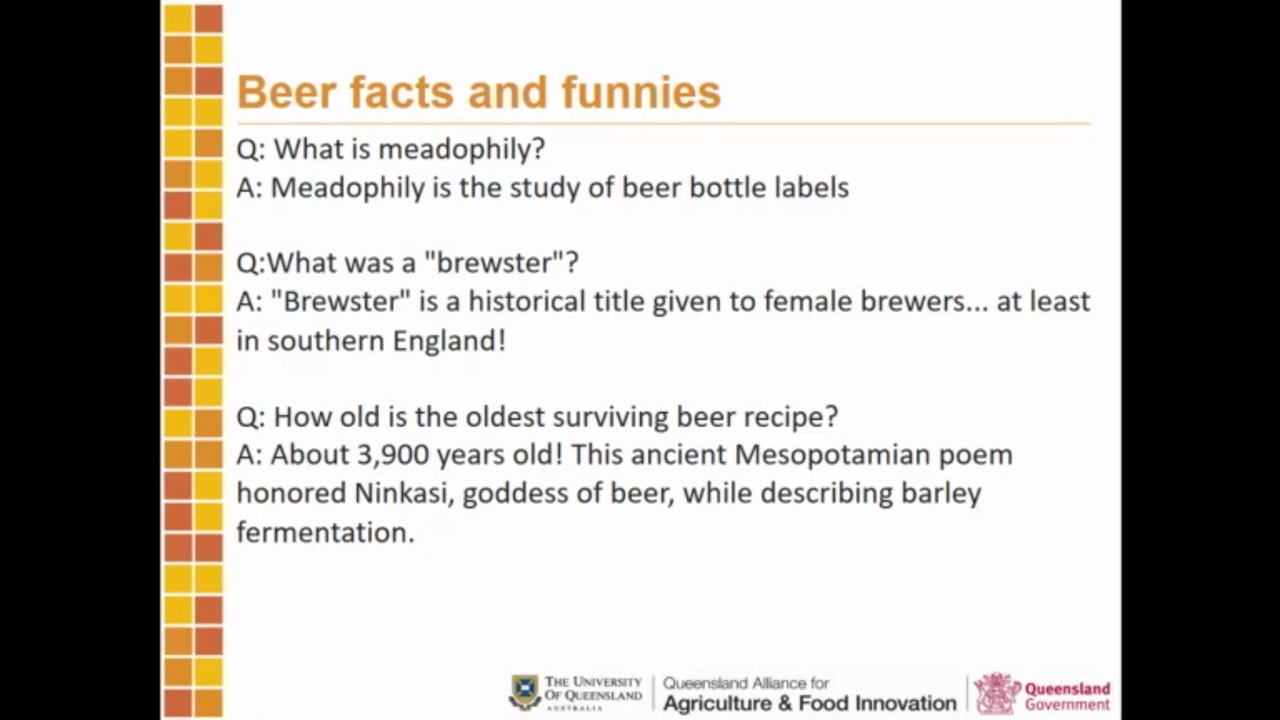 Beer facts and funnies
Q: What is meadophily?
A: Meadophily is the study of beer bottle labels
Q:What was a "brewster"?
A: "Brewster" is a historical title given to female brewers... at least
in southern England!
Q: How old is the oldest surviving beer recipe?
A: About 3,900 years old! This ancient Mesopotamian poem
honored Ninkasi, goddess of beer, while describing barley
fermentation.
THE UNIVERSITY
OF QUEENSLAND
AUSTRALIA
Queensland Alliance for
Agriculture & Food Innovation
Queensland
Government